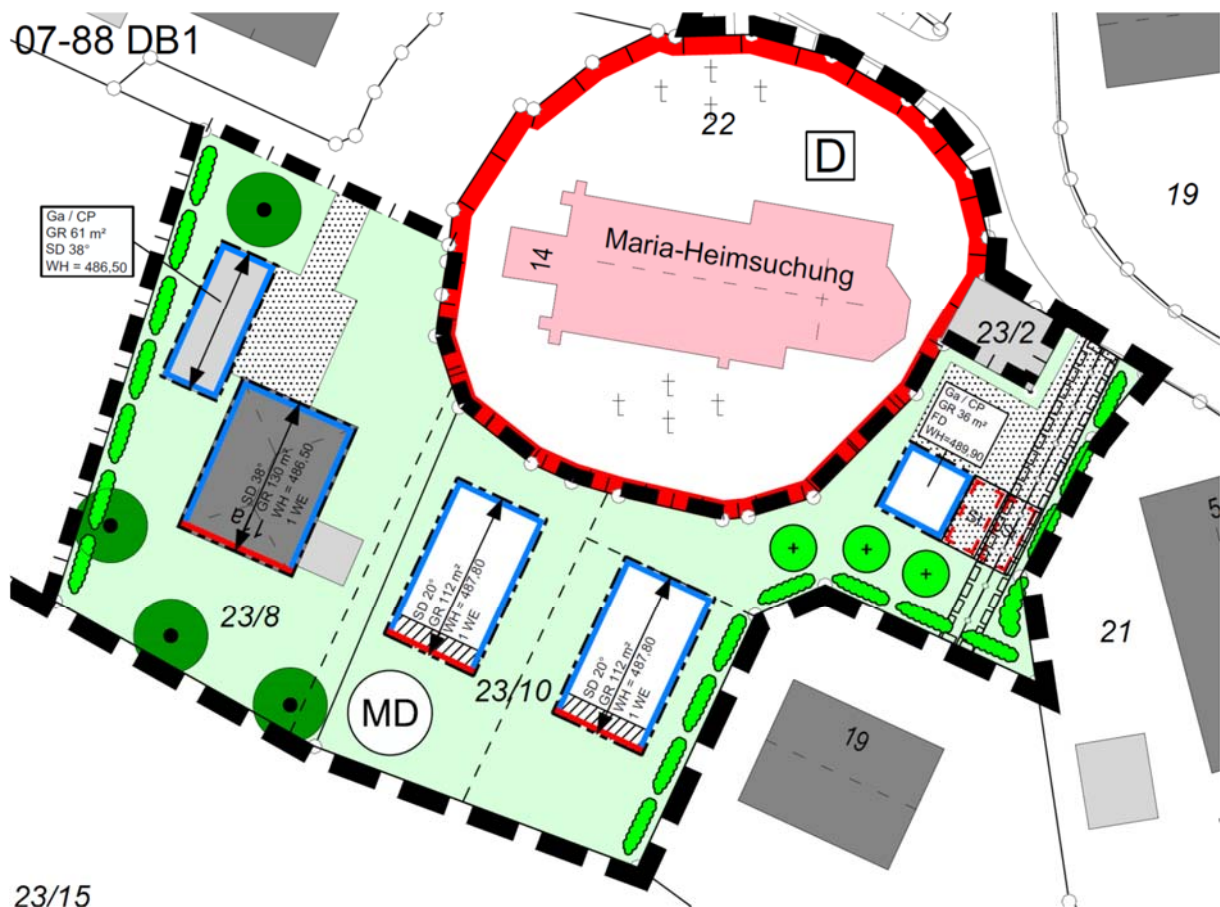 07-88 DB1
22
D
19
Ga / CP
GR 61 m²
SD 38°
WH = 486,50
14
Maria-Heimsuchung
23/2
Ga / CP
GR 36 m²
FD
WH=489,90
SD 38°
GR 130 m²
WH = 486,50
1 WE
St
St
SD 20°
GR 112 m²
WH = 487,80
1 WE
SD 20°
GR 112 m²
WH = 487,80
1 WE
23/8
23/10
MD
21
5
19
23/15